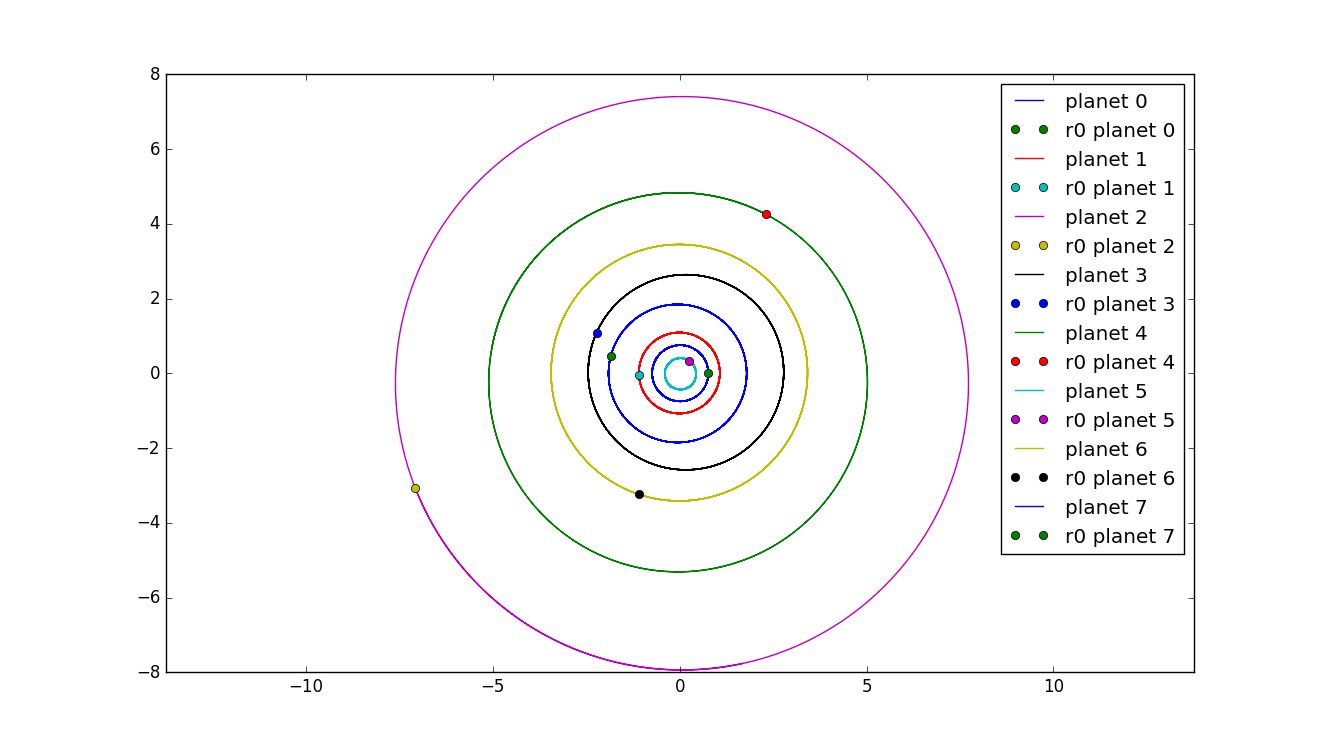 8
6
4
2
0
−2
−4
−6
−8
−10
−5
0
5
10
planet 0
r0 planet 0
planet 1
r0 planet 1
planet 2
r0 planet 2
planet 3
r0 planet 3
planet 4
r0 planet 4
planet 5
r0 planet 5
planet 6
r0 planet 6
planet 7
r0 planet 7